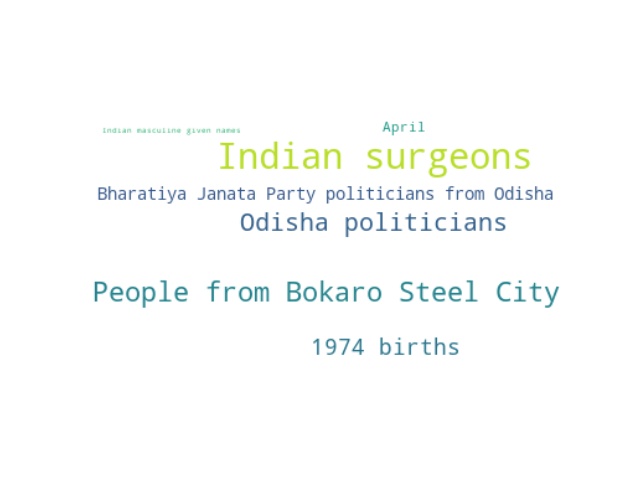 Indian masculine given names
April
Indian surgeons
Bharatiya Janata Party politicians from Odisha
Odisha politicians
People from Bokaro Steel City
1974 births